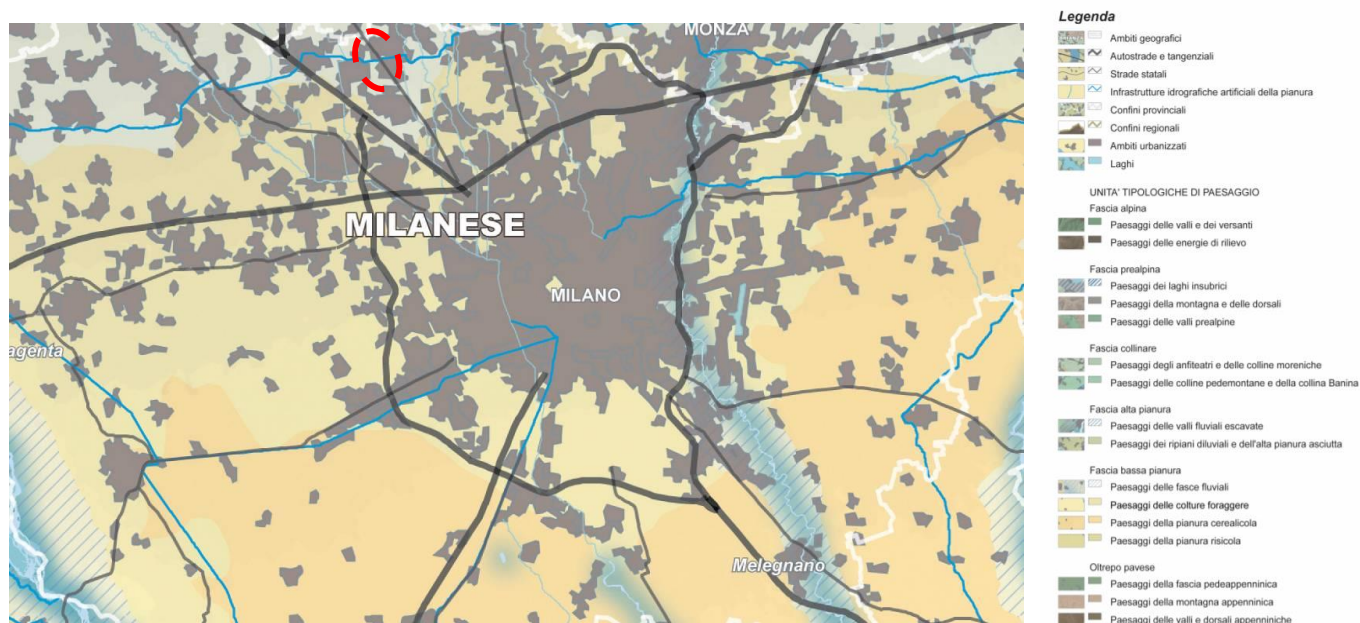 MONZA
MILANESE
MILANO
agenta
Melegnano
Legenda
Ambiti geografici
Autostrade e tangenziali
Strade statali
Infrastrutture idrografiche artificiali della pianura
Confini provinciali
Confini regionali
Ambiti urbanizzati
Laghi
UNITA' TIPOLOGICHE DI PAESAGGIO
Fascia alpina
Paesaggi delle valli e dei versanti
Paesaggi delle energie di rilievo
Fascia prealpina
Paesaggi dei laghi insubrici
Paesaggi della montagna e delle dorsali
Paesaggi delle valli prealpine
Fascia collinare
Paesaggi degli anfiteatri e delle colline moreniche
Paesaggi delle colline pedemontane e della collina Banina
Fascia alta pianura
Paesaggi delle valli fluviali escavate
Paesaggi dei ripiani diluviali e dell'alta pianura asciutta
Fascia bassa pianura
Paesaggi delle fasce fluviali
Paesaggi delle colture foraggere
Paesaggi della pianura cerealicola
Paesaggi della pianura risicola
Oltrepo pavese
Paesaggi della fascia pedeappenninica
Paesaggi della montagna appenninica
Paesaggi delle valli e dorsali appenniniche